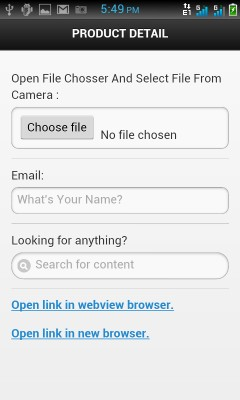 5:49 PM
PRODUCT DETAIL
Open File Chosser And Select File From
Camera :
Choose file No file chosen
Email:
What's Your Name?
Looking for anything?
Search for content
Open link in webview browser.
Open link in new browser.